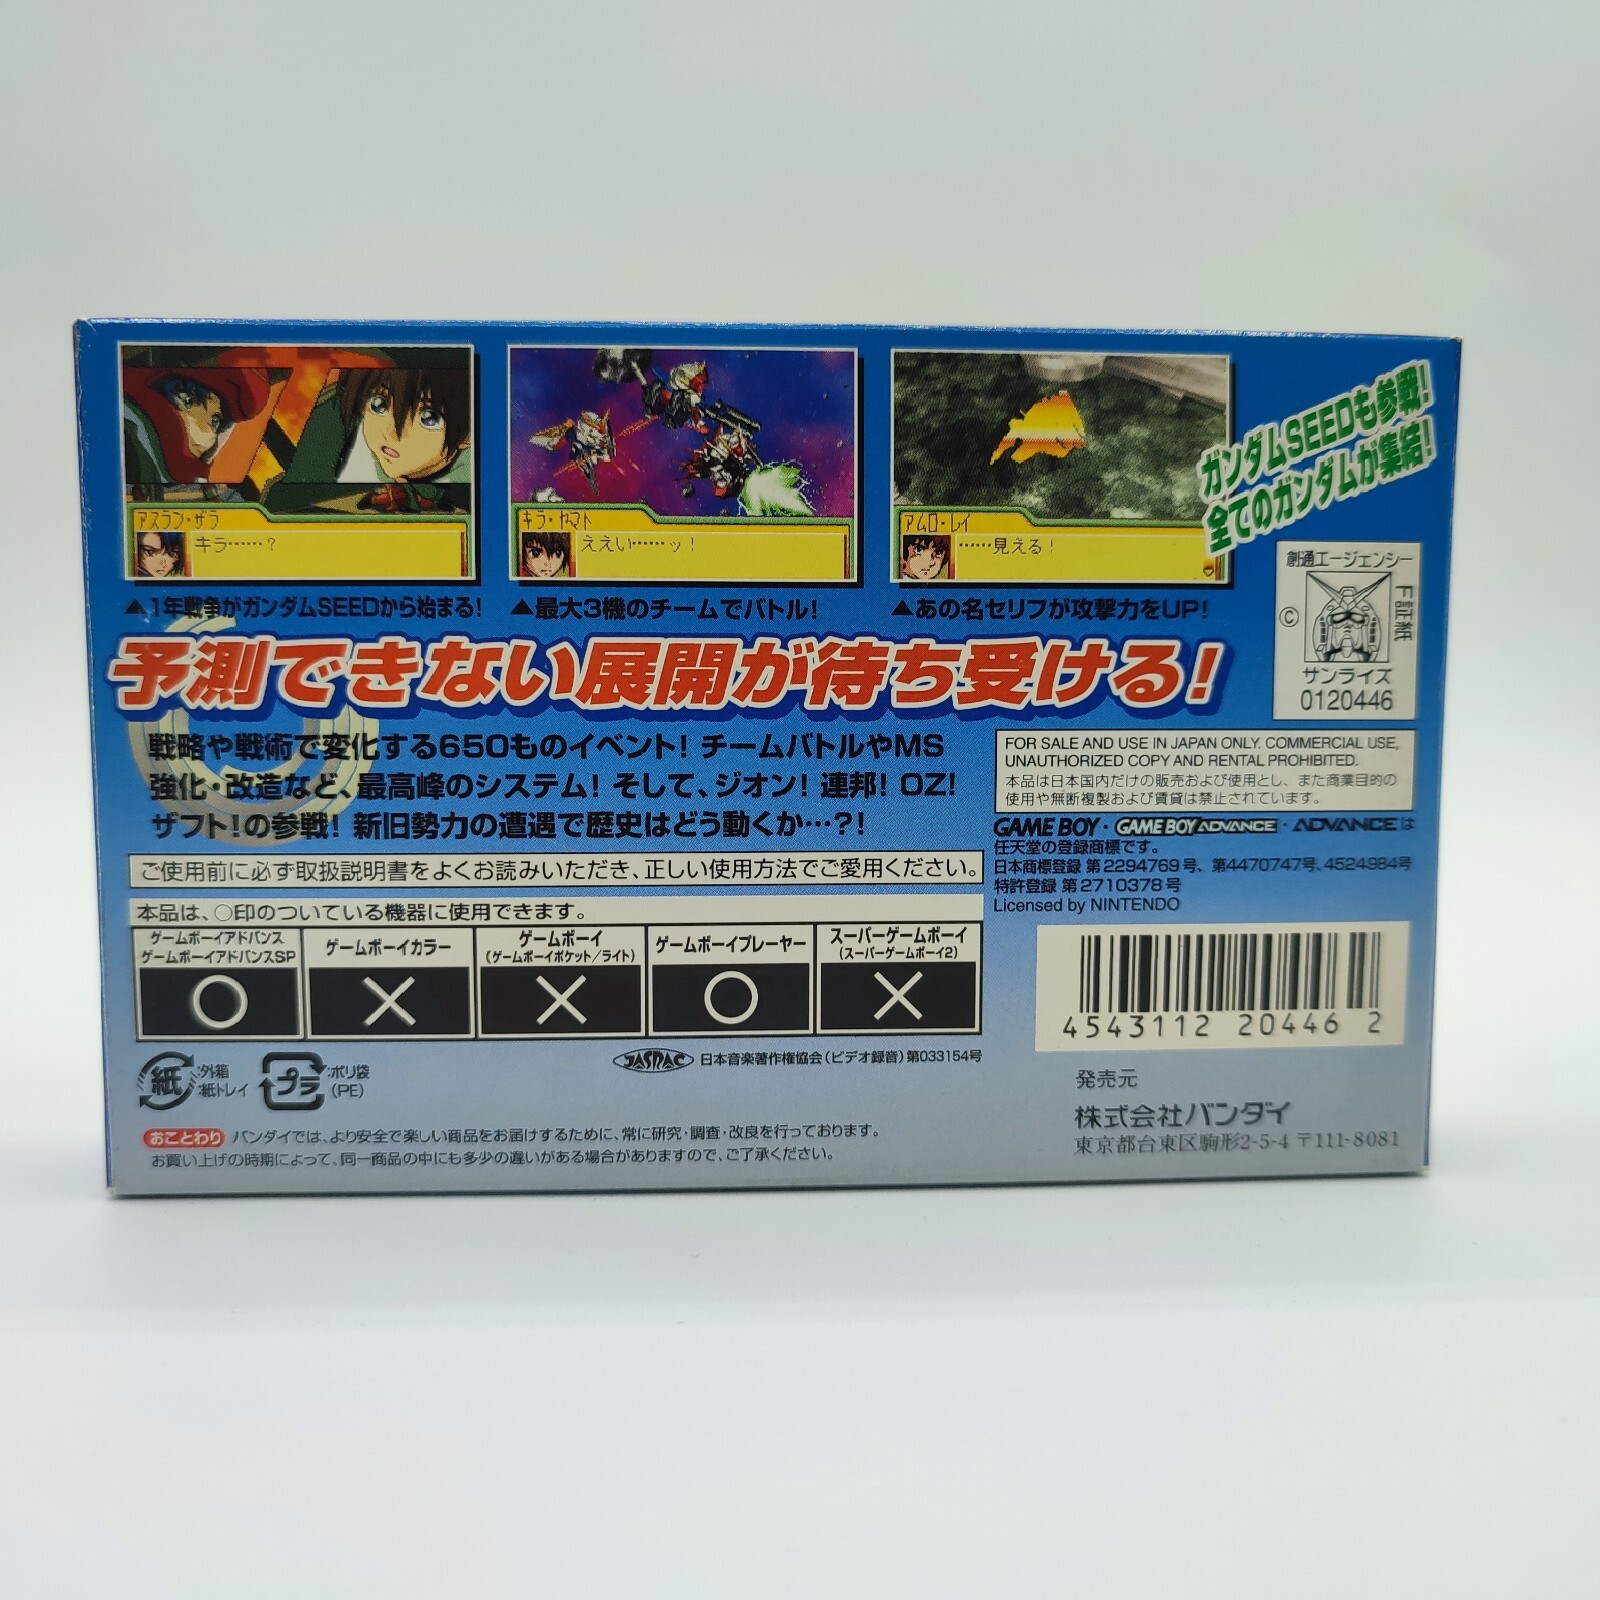 アスラン・ザラ
キラ……？
キラ・ヤマト
ええい……ッ！
アムロ・レイ
……見える！
ガンダムSEEDも参戦!
全てのガンダムが集結!
▲1年戦争がガンダムSEEDから始まる！
▲最大3機のチームでバトル！
▲あの名セリフが攻撃力をUP！
創通エージェンシー
©
F証紙
サンライズ
0120446
予測できない展開が待ち受ける！
戦略や戦術で変化する650ものイベント！チームバトルやMS
強化・改造など、最高峰のシステム！そして、ジオン！連邦！OZ！
ザフト！の参戦！新旧勢力の遭遇で歴史はどう動くか…？！
FOR SALE AND USE IN JAPAN ONLY. COMMERCIAL USE,
UNAUTHORIZED COPY AND RENTAL PROHIBITED.
本品は日本国内だけの販売および使用とし、また商業目的の
使用や無断複製および賃貸は禁止されています。
GAME BOY・GAME BOY ADVANCE・ADVANCEは
任天堂の登録商標です。
日本商標登録 第2294769号、第4470747号、4524984号
特許登録 第2710378号
Licensed by NINTENDO
ご使用前に必ず取扱説明書をよくお読みいただき、正しい使用方法でご愛用ください。
本品は、○印のついている機器に使用できます。
ゲームボーイアドバンス
ゲームボーイアドバンスSP
○
ゲームボーイカラー
×
ゲームボーイ
(ゲームボーイポケット/ライト)
×
ゲームボーイプレーヤー
○
スーパーゲームボーイ
(スーパーゲームボーイ2)
×
4543112 20446 2
紙
:外箱
:紙トレイ
プラ
:ポリ袋
(PE)
JASRAC 日本音楽著作権協会(ビデオ録音)第033154号
発売元
株式会社バンダイ
東京都台東区駒形2-5-4 〒111-8081
おことわり バンダイでは、より安全で楽しい商品をお届けするために、常に研究・調査・改良を行っております。
お買い上げの時期によって、同一商品の中にも多少の違いがある場合がありますので、ご了承ください。